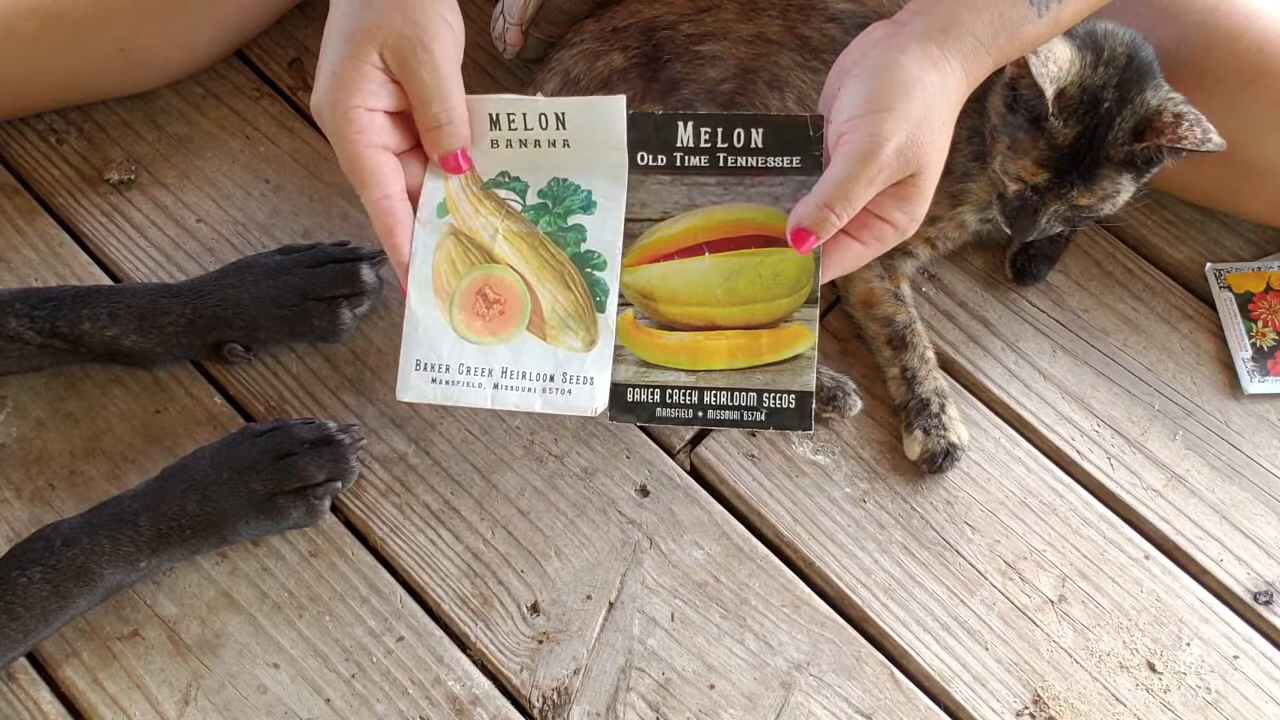 MELON
BANANA
BAKER CREEK HEIRLOOM SEEDS
MANSFIELD, MISSOURI 65704
MELON
OLD TIME TENNESSEE
BAKER CREEK HEIRLOOM SEEDS
MANSFIELD * MISSOURI 65704